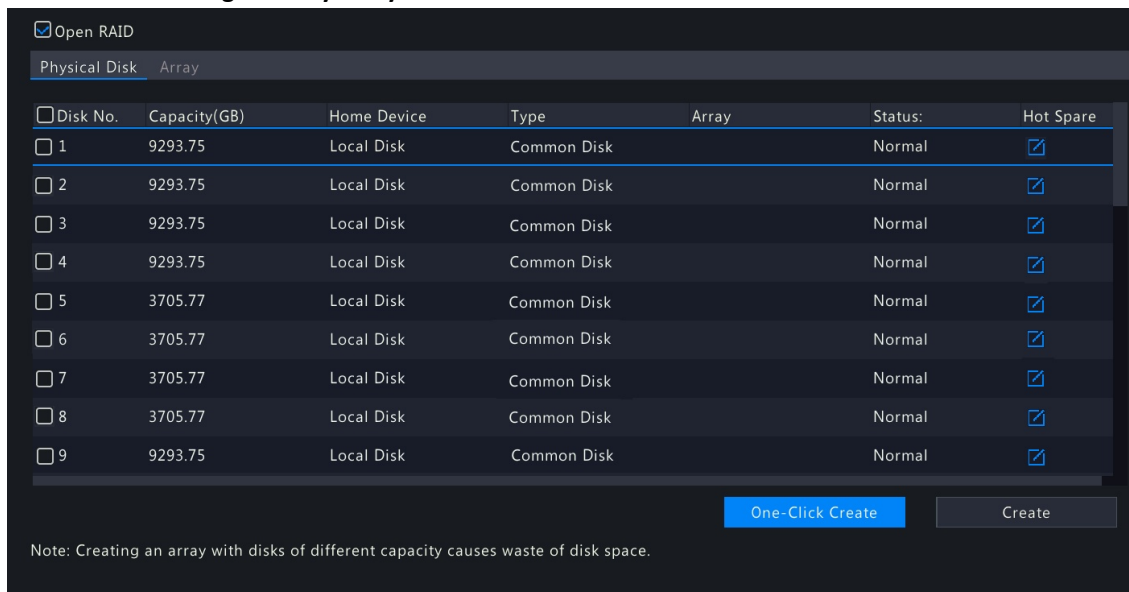 Open RAID
Physical Disk Array
Disk No. Capacity(GB) Home Device Type Array Status: Hot Spare
1 9293.75 Local Disk Common Disk Normal
2 9293.75 Local Disk Common Disk Normal
3 9293.75 Local Disk Common Disk Normal
4 9293.75 Local Disk Common Disk Normal
5 3705.77 Local Disk Common Disk Normal
6 3705.77 Local Disk Common Disk Normal
7 3705.77 Local Disk Common Disk Normal
8 3705.77 Local Disk Common Disk Normal
9 9293.75 Local Disk Common Disk Normal
One-Click Create Create
Note: Creating an array with disks of different capacity causes waste of disk space.